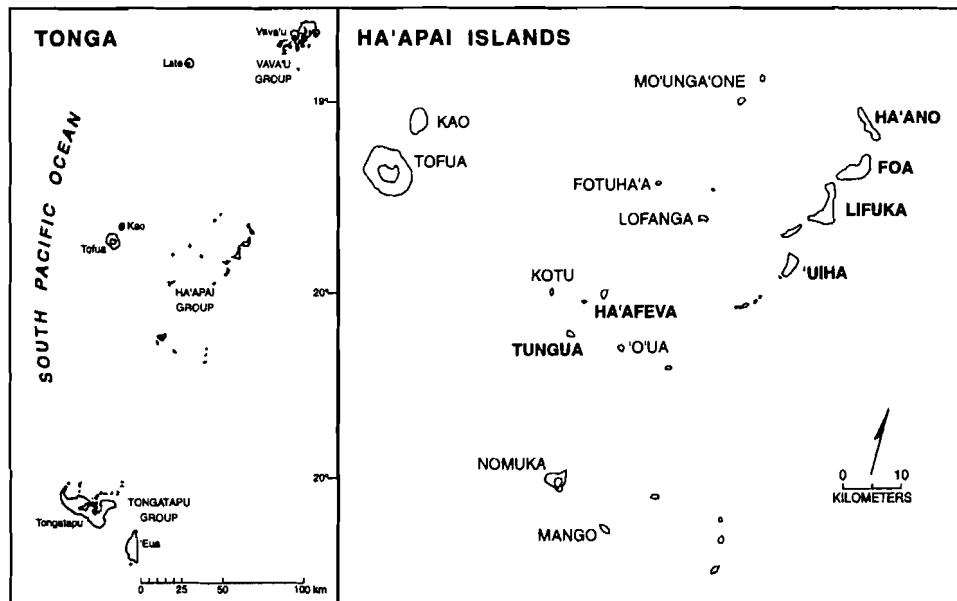 TONGA
Vava'u
VAVA'U
GROUP
Late
SOUTH PACIFIC OCEAN
Kao
Tofua
HA'APAI
GROUP
TONGATAPU
GROUP
Tongatapu
'Eua
0 25 50 100 km
19°
20°
20°
HA'APAI ISLANDS
MO'UNGA'ONE
KAO
HA'ANO
TOFUA
FOA
FOTUHA'A
LIFUKA
LOFANGA
'UIHA
KOTU
HA'AFEVA
TUNGUA
'O'UA
NOMUKA
0 10
KILOMETERS
MANGO